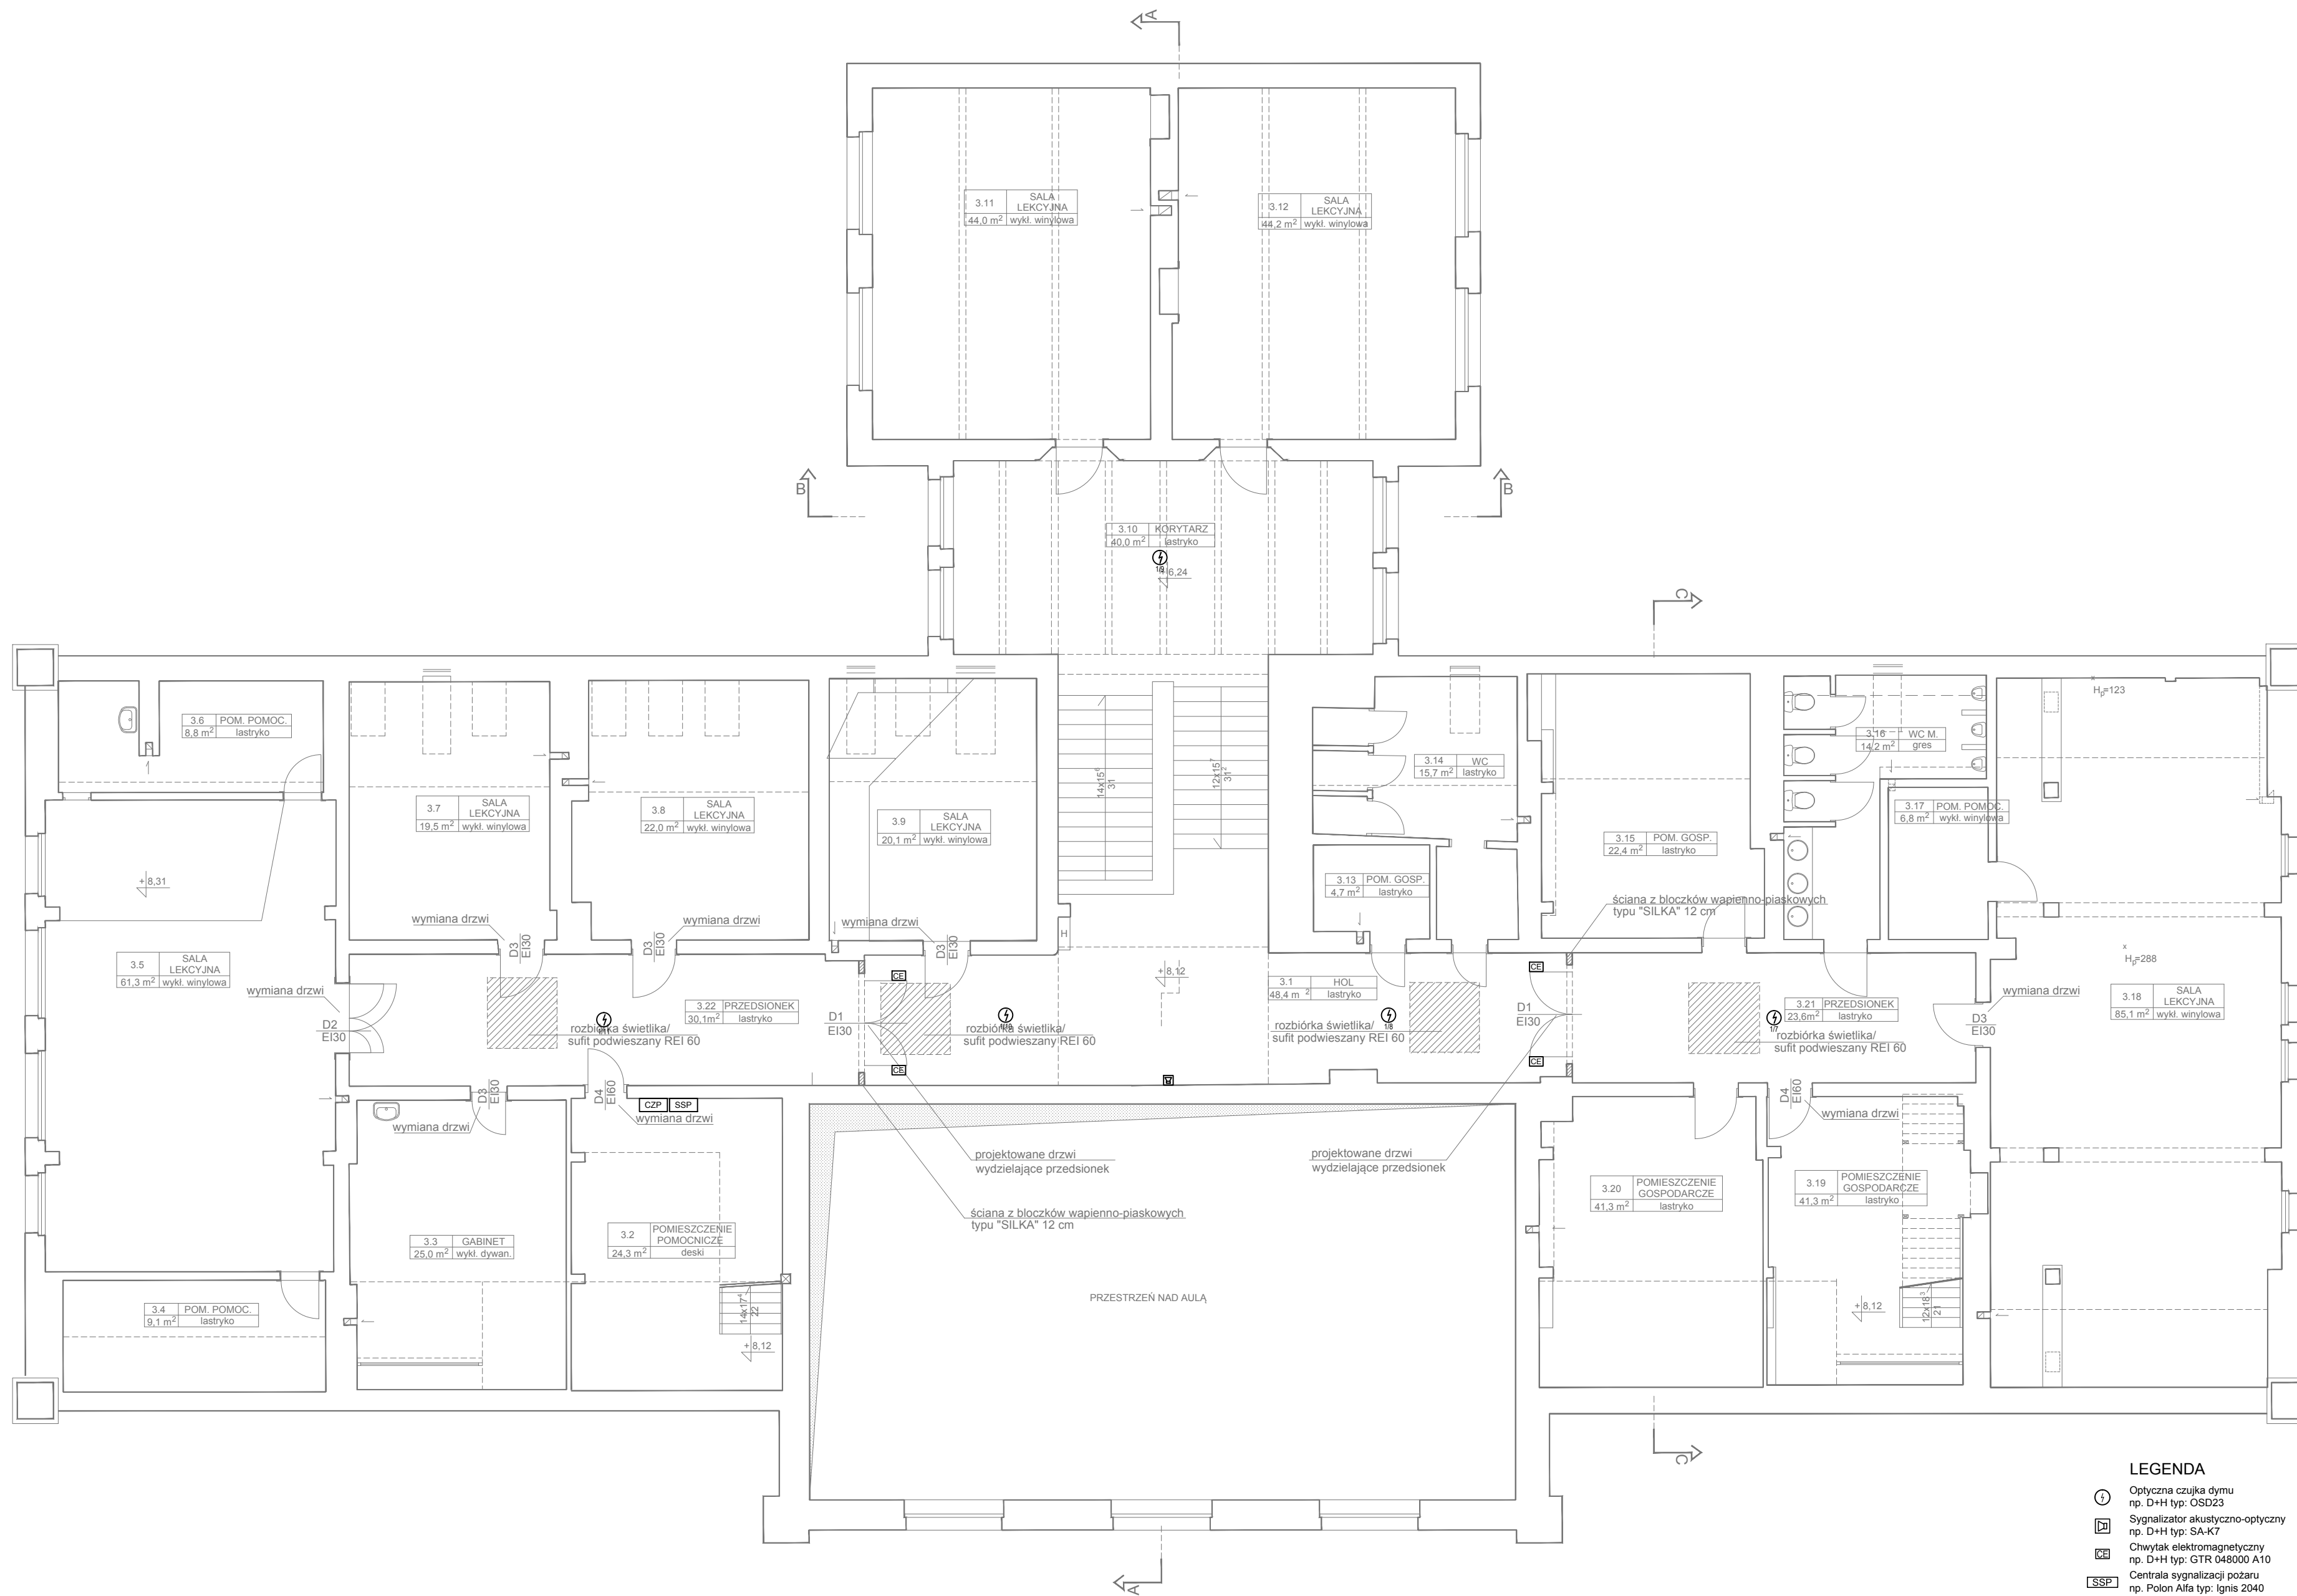 A
3.11 SALA
LEKCYJNA
44,0 m² wykł. winylowa
3.12 SALA
LEKCYJNA
44,2 m² wykł. winylowa
B
B
3.10 KORYTARZ
40,0 m² lastryko
1/9
+6,24
C
3.6 POM. POMOC.
8,8 m² lastryko
3.7 SALA
LEKCYJNA
19,5 m² wykł. winylowa
3.8 SALA
LEKCYJNA
22,0 m² wykł. winylowa
3.9 SALA
LEKCYJNA
20,1 m² wykł. winylowa
14x15⁶
31
12x15⁷
31²
3.14 WC
15,7 m² lastryko
3.13 POM. GOSP.
4,7 m² lastryko
3.15 POM. GOSP.
22,4 m² lastryko
3.16 WC M.
14,2 m² gres
3.17 POM. POMOC.
6,8 m² wykł. winylowa
Hp=123
+8,31
ściana z bloczków wapienno-piaskowych
typu "SILKA" 12 cm
wymiana drzwi
D3
EI30
wymiana drzwi
D3
EI30
wymiana drzwi
D3
EI30
H
3.5 SALA
LEKCYJNA
61,3 m² wykł. winylowa
wymiana drzwi
D2
EI30
3.22 PRZEDSIONEK
30,1m² lastryko
rozbiórka świetlika/
sufit podwieszany REI 60
CE
D1
EI30
CE
rozbiórka świetlika/
sufit podwieszany REI 60
+8,12
3.1 HOL
48,4 m ² lastryko
1/8
rozbiórka świetlika/
sufit podwieszany REI 60
CE
D1
EI30
CE
1/7
3.21 PRZEDSIONEK
23,6m² lastryko
rozbiórka świetlika/
sufit podwieszany REI 60
wymiana drzwi
D3
EI30
Hp=288
3.18 SALA
LEKCYJNA
85,1 m² wykł. winylowa
D3
EI30
wymiana drzwi
D4
EI60
CZP SSP
wymiana drzwi
D4
EI60
wymiana drzwi
projektowane drzwi
wydzielające przedsionek
projektowane drzwi
wydzielające przedsionek
ściana z bloczków wapienno-piaskowych
typu "SILKA" 12 cm
3.3 GABINET
25,0 m² wykł. dywan.
3.2 POMIESZCZENIE
POMOCNICZE
24,3 m² deski
3.20 POMIESZCZENIE
GOSPODARCZE
41,3 m² lastryko
3.19 POMIESZCZENIE
GOSPODARCZE
41,3 m² lastryko
3.4 POM. POMOC.
9,1 m² lastryko
14x17⁴
22
+8,12
PRZESTRZEŃ NAD AULĄ
+8,12
12x18³
21
C
A
LEGENDA
Optyczna czujka dymu
np. D+H typ: OSD23
Sygnalizator akustyczno-optyczny
np. D+H typ: SA-K7
CE Chwytak elektromagnetyczny
np. D+H typ: GTR 048000 A10
SSP Centrala sygnalizacji pożaru
np. Polon Alfa typ: Ignis 2040